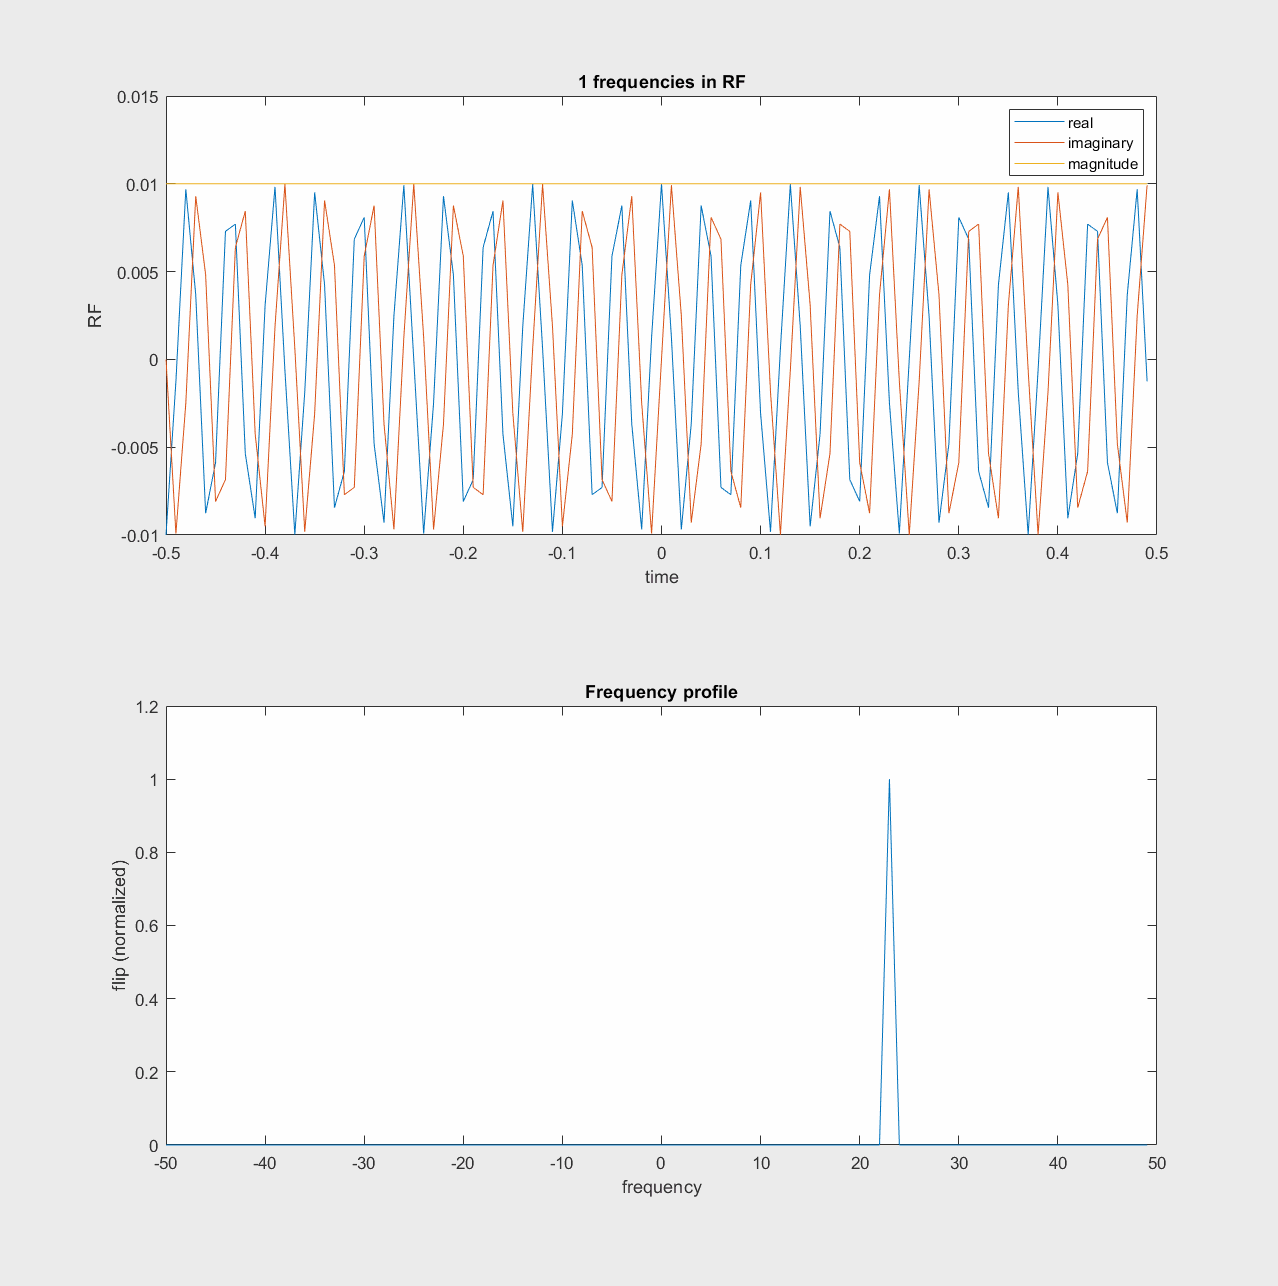 1 frequencies in RF
0.015
0.01
0.005
0
-0.005
-0.01
RF
real
imaginary
magnitude
-0.5 -0.4 -0.3 -0.2 -0.1 0 0.1 0.2 0.3 0.4 0.5
time
Frequency profile
1.2
1
0.8
0.6
0.4
0.2
0
flip (normalized)
-50 -40 -30 -20 -10 0 10 20 30 40 50
frequency